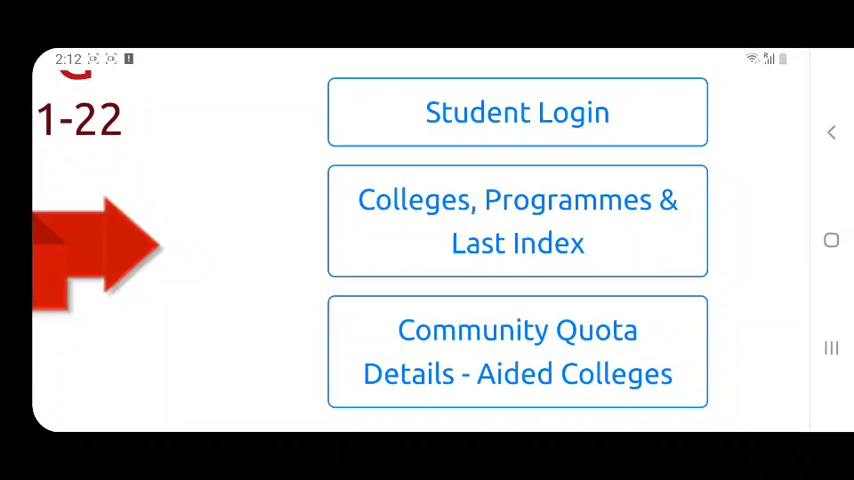 2:12
1-22
Student Login
Colleges, Programmes &
Last Index
Community Quota
Details - Aided Colleges